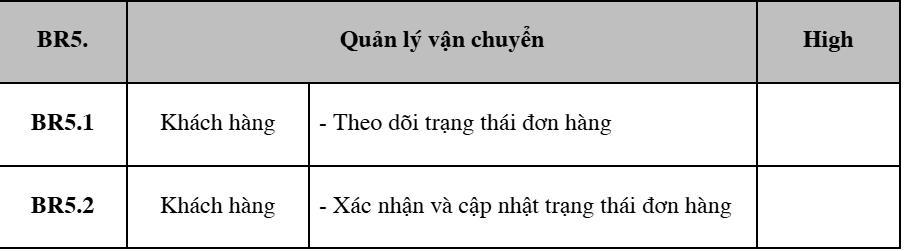 BR5. Quản lý vận chuyển High
BR5.1 Khách hàng - Theo dõi trạng thái đơn hàng
BR5.2 Khách hàng - Xác nhận và cập nhật trạng thái đơn hàng